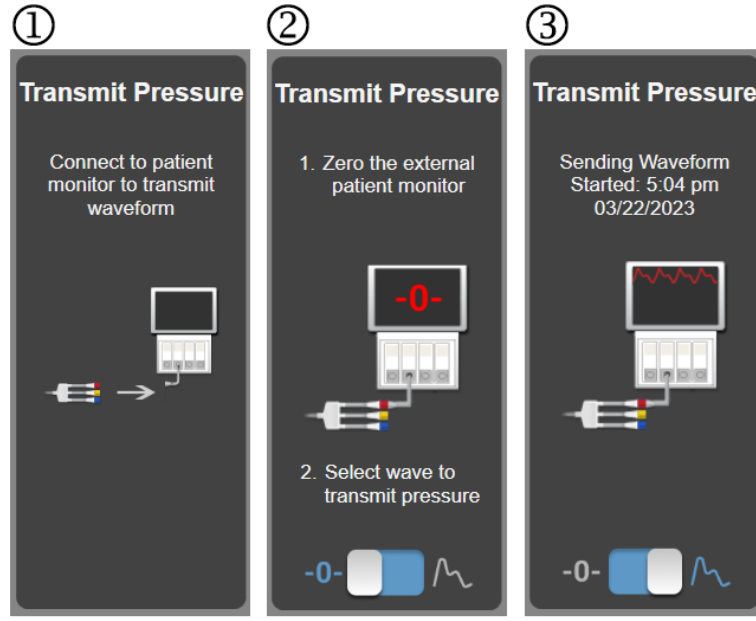 ①
Transmit Pressure
Connect to patient
monitor to transmit
waveform
②
Transmit Pressure
1. Zero the external
patient monitor
-0-
2. Select wave to
transmit pressure
-0-
③
Transmit Pressure
Sending Waveform
Started: 5:04 pm
03/22/2023
-0-